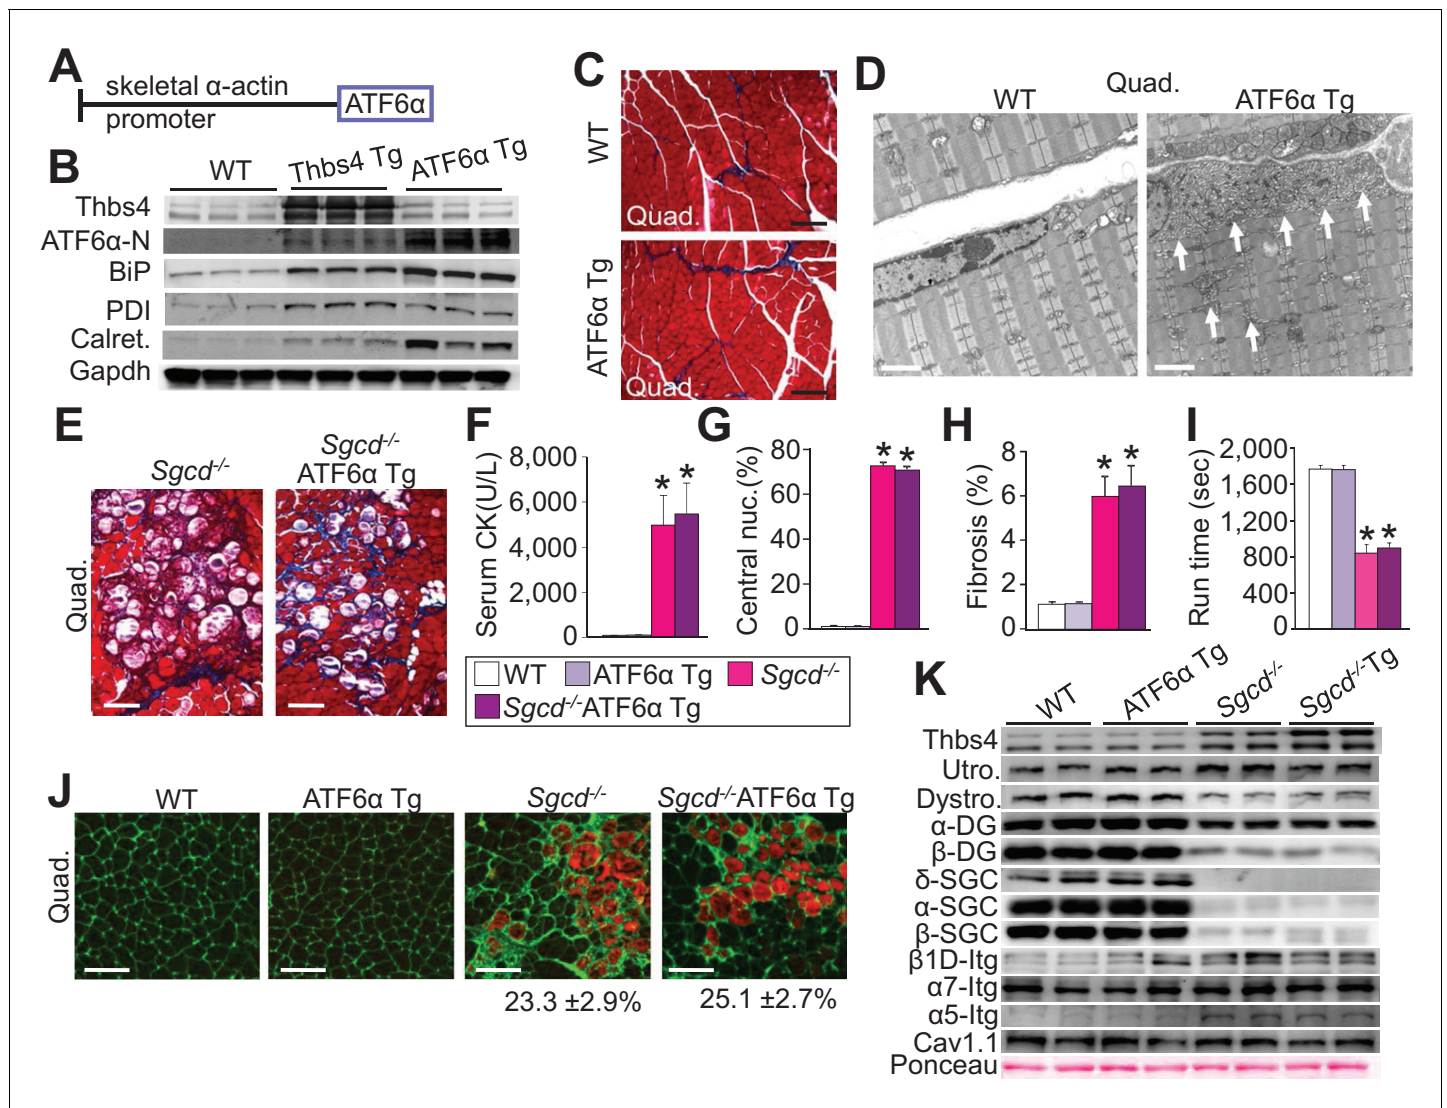 A
skeletal α-actin
promoter
ATF6α
B
WT
Thbs4 Tg
ATF6α Tg
Thbs4
ATF6α-N
BiP
PDI
Calret.
Gapdh
C
WT
Quad.
ATF6α Tg
Quad.
D
Quad.
WT
ATF6α Tg
E
Sgcd-/-
Sgcd-/-
ATF6α Tg
Quad.
F
Serum CK(U/L)
8,000
6,000
4,000
2,000
0
* *
G
Central nuc.(%)
80
60
40
20
0
* *
H
Fibrosis (%)
8
6
4
2
0
* *
I
Run time (sec)
2,000
1,600
1,200
800
400
0
* *
WT
ATF6α Tg
Sgcd-/-
Sgcd-/-ATF6α Tg
J
WT
ATF6α Tg
Sgcd-/-
Sgcd-/-ATF6α Tg
Quad.
23.3 ±2.9%
25.1 ±2.7%
K
WT
ATF6α Tg
Sgcd-/-
Sgcd-/-Tg
Thbs4
Utro.
Dystro.
α-DG
β-DG
δ-SGC
α-SGC
β-SGC
β1D-Itg
α7-Itg
α5-Itg
Cav1.1
Ponceau